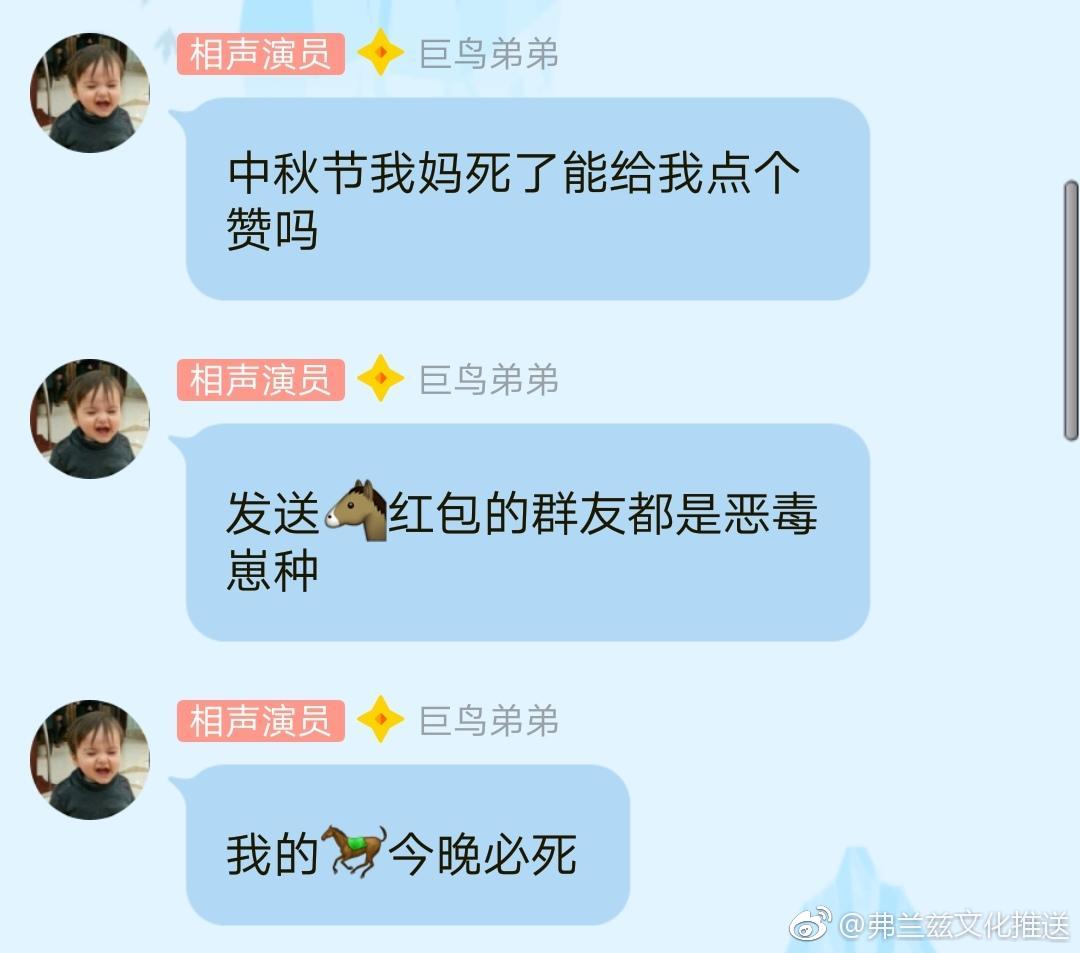 相声演员 巨鸟弟弟
中秋节我妈死了能给我点个
赞吗
相声演员 巨鸟弟弟
发送🐴红包的群友都是恶毒
崽种
相声演员 巨鸟弟弟
我的🐎今晚必死
@弗兰兹文化推送